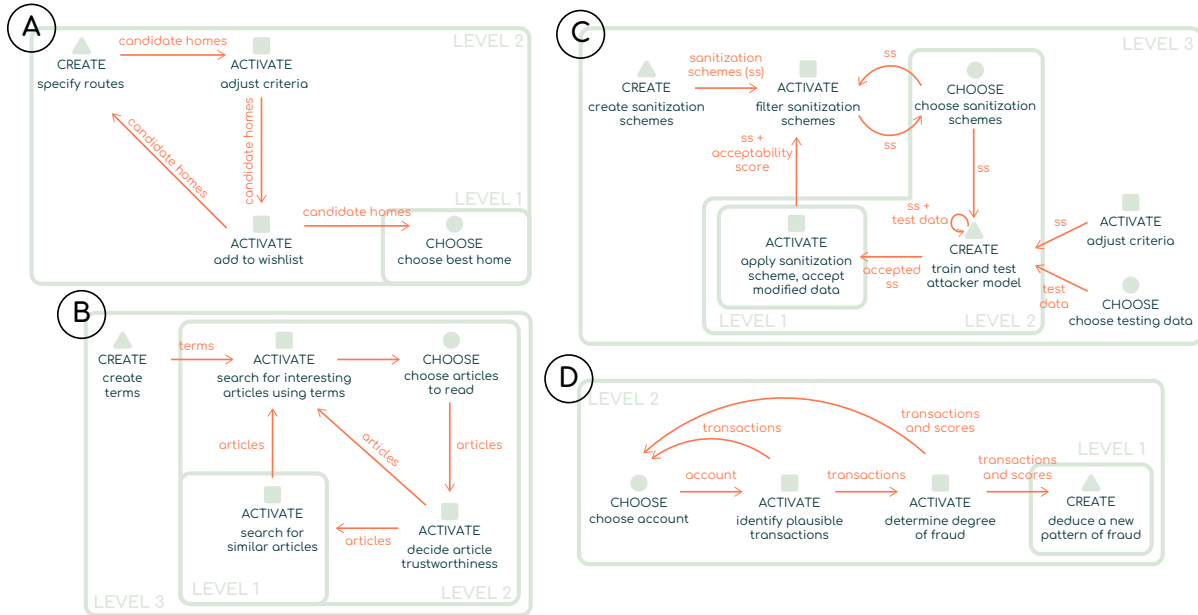 A
LEVEL 2
candidate homes
CREATE
specify routes
ACTIVATE
adjust criteria
candidate homes
candidate homes
LEVEL 1
candidate homes
ACTIVATE
add to wishlist
CHOOSE
choose best home
B
terms
CREATE
create
terms
ACTIVATE
search for interesting
articles using terms
CHOOSE
choose articles
to read
articles
articles
articles
ACTIVATE
search for
similar articles
articles
ACTIVATE
decide article
trustworthiness
LEVEL 1
LEVEL 2
LEVEL 3
C
LEVEL 3
sanitization
schemes (ss)
CREATE
create sanitization
schemes
ACTIVATE
filter sanitization
schemes
ss
ss
CHOOSE
choose sanitization
schemes
ss +
acceptability
score
ss
ss +
test data
ACTIVATE
apply sanitization
scheme, accept
modified data
accepted
ss
CREATE
train and test
attacker model
ss
ACTIVATE
adjust criteria
test
data
CHOOSE
choose testing data
LEVEL 1
LEVEL 2
D
LEVEL 2
transactions
transactions
and scores
LEVEL 1
account
transactions
transactions
and scores
CHOOSE
choose account
ACTIVATE
identify plausible
transactions
ACTIVATE
determine degree
of fraud
CREATE
deduce a new
pattern of fraud